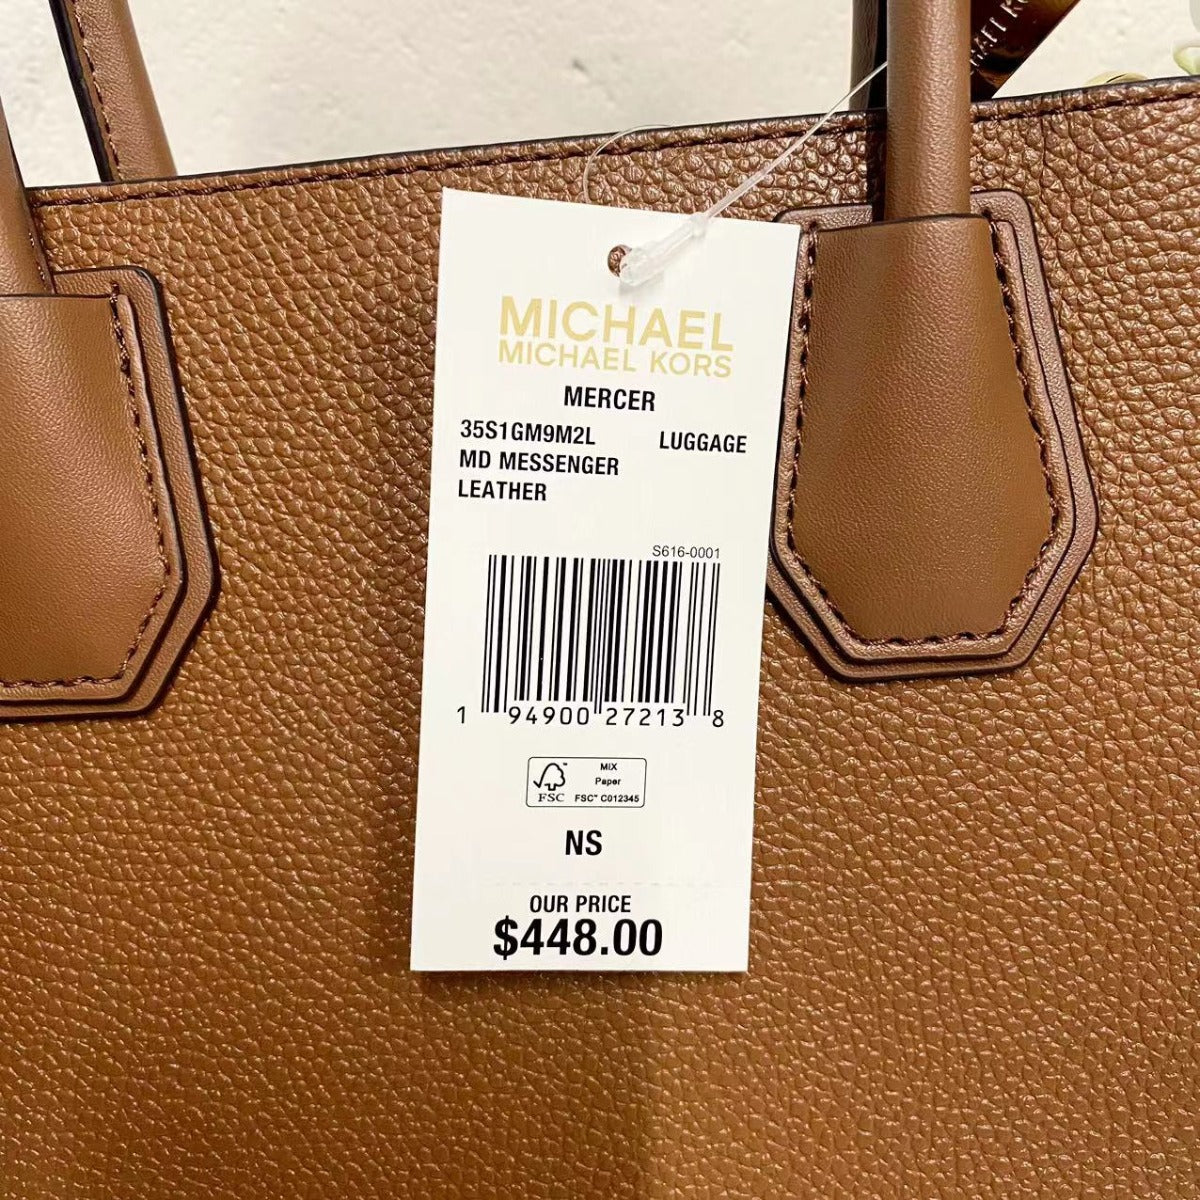 MICHAEL
MICHAEL KORS
MERCER
35S1GM9M2L LUGGAGE
MD MESSENGER
LEATHER
S616-0001
1 94900 27213 8
FSC
MIX
Paper
FSC™ C012345
NS
OUR PRICE
$448.00